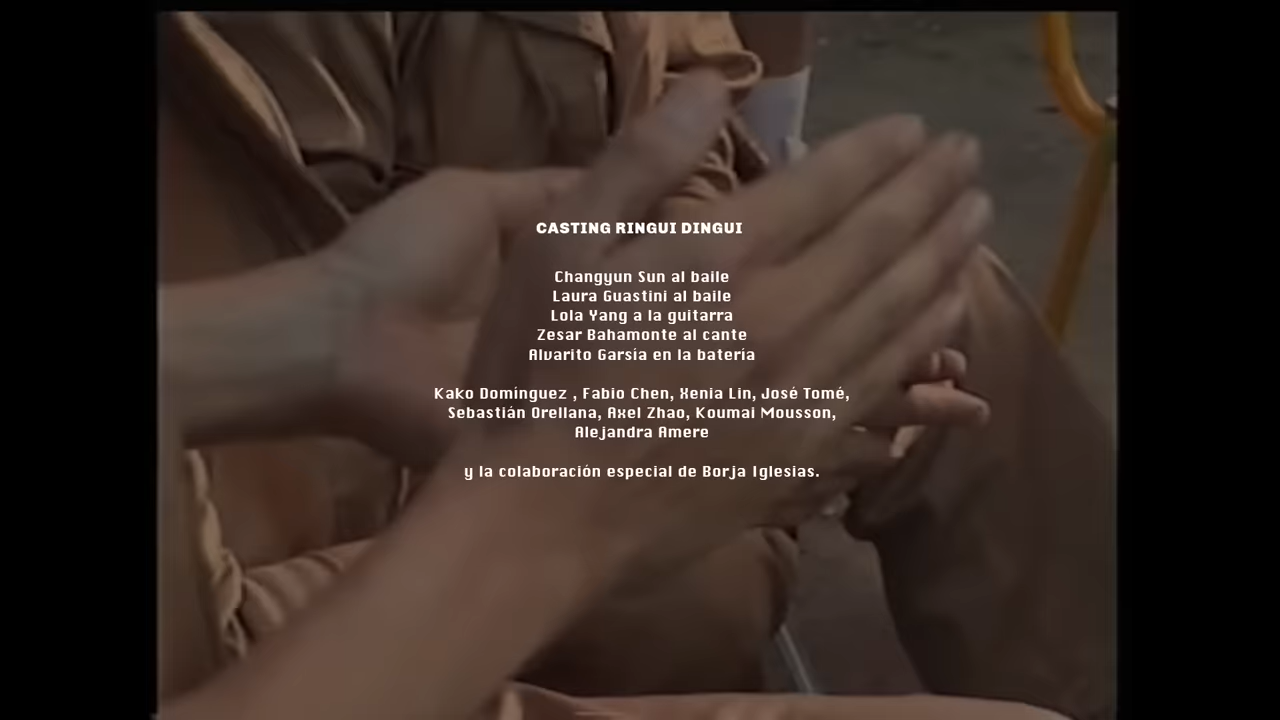 CASTING RINGUI DINGUI
Changyun Sun al baile
Laura Guastini al baile
Lola Yang a la guitarra
Zesar Bahamonte al cante
Alvarito Garsía en la batería
Kako Domínguez , Fabio Chen, Xenia Lin, José Tomé,
Sebastián Orellana, Axel Zhao, Koumai Mousson,
Alejandra Amere
y la colaboración especial de Borja Iglesias.